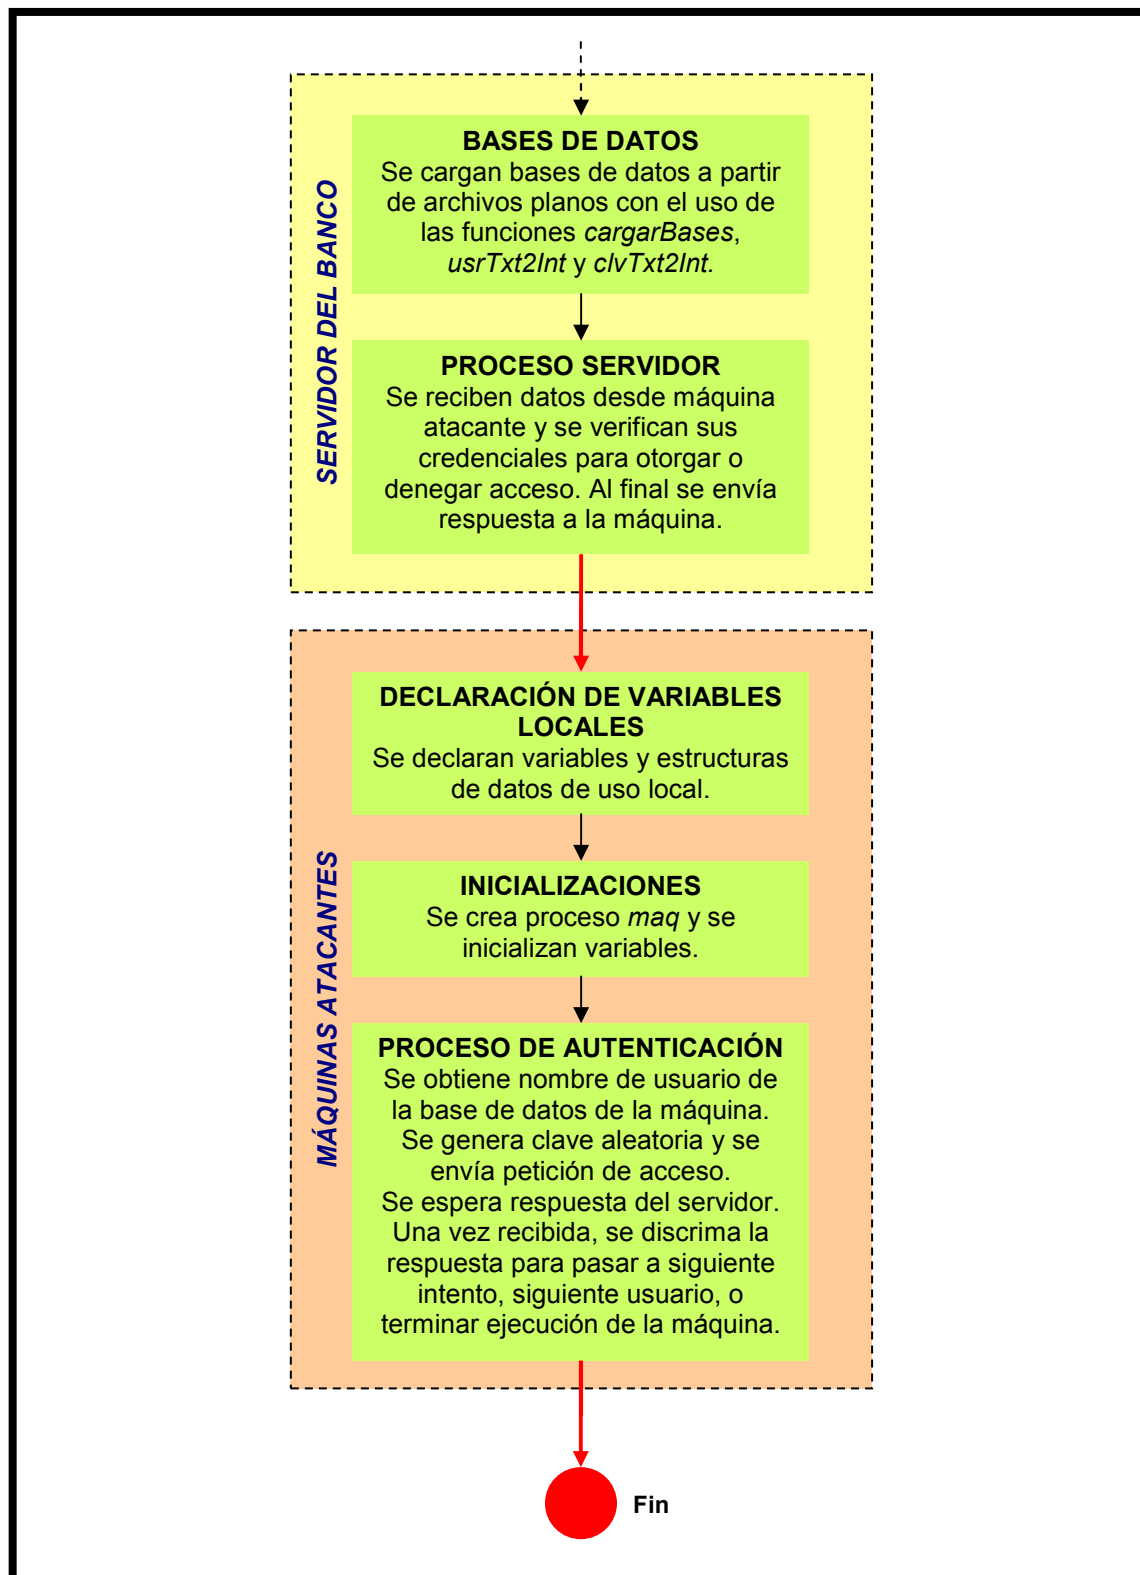 SERVIDOR DEL BANCO
BASES DE DATOS
Se cargan bases de datos a partir
de archivos planos con el uso de
las funciones cargarBases,
usrTxt2Int y clvTxt2Int.
PROCESO SERVIDOR
Se reciben datos desde máquina
atacante y se verifican sus
credenciales para otorgar o
denegar acceso. Al final se envía
respuesta a la máquina.
MÁQUINAS ATACANTES
DECLARACIÓN DE VARIABLES
LOCALES
Se declaran variables y estructuras
de datos de uso local.
INICIALIZACIONES
Se crea proceso maq y se
inicializan variables.
PROCESO DE AUTENTICACIÓN
Se obtiene nombre de usuario de
la base de datos de la máquina.
Se genera clave aleatoria y se
envía petición de acceso.
Se espera respuesta del servidor.
Una vez recibida, se discrima la
respuesta para pasar a siguiente
intento, siguiente usuario, o
terminar ejecución de la máquina.
Fin